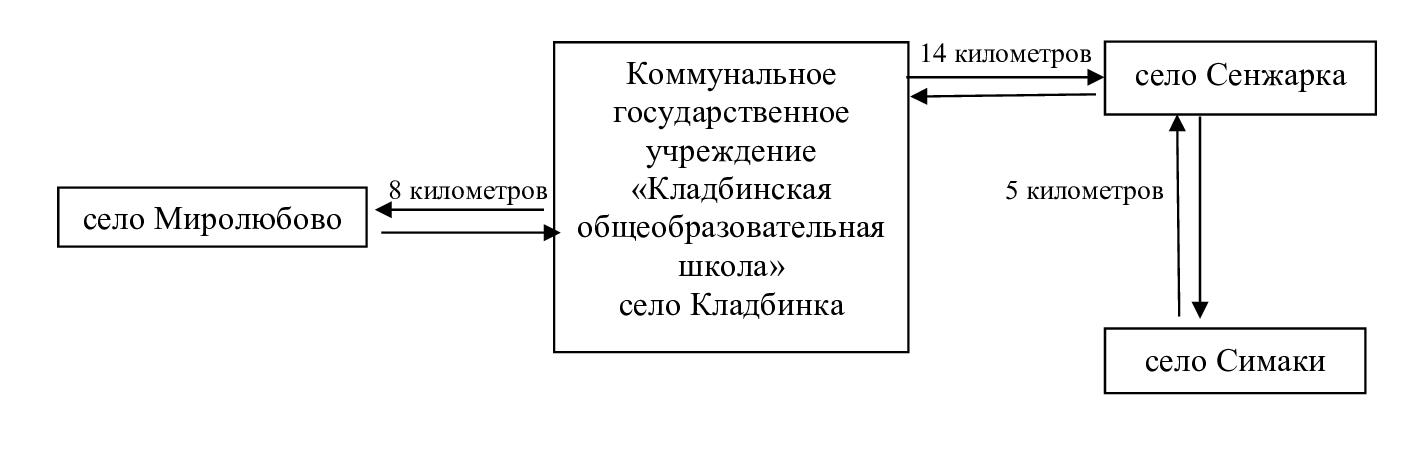 14 километров
село Сенжарка
Коммунальное
государственное
учреждение
«Кладбинская
общеобразовательная
школа»
село Кладбинка
8 километров
село Миролюбово
5 километров
село Симаки